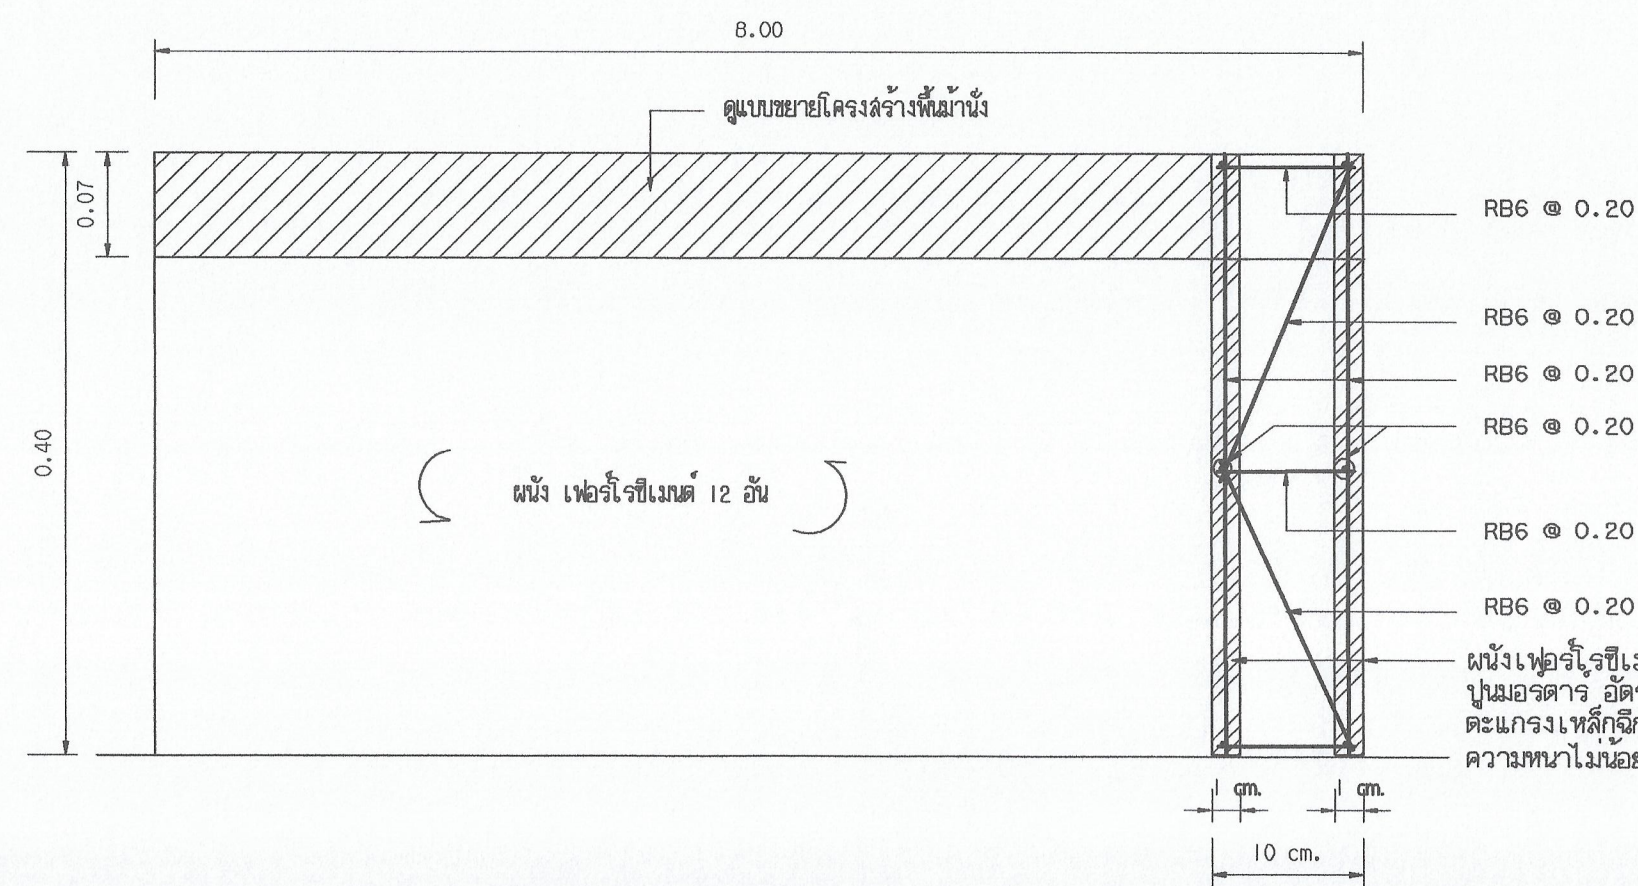 8.00
ดูแบบขยายโครงสร้างพื้นม้านั่ง
0.07
RB6 @ 0.20
RB6 @ 0.20
RB6 @ 0.20
0.40
RB6 @ 0.20
ผนัง เฟอร์โรซีเมนต์ 12 อัน
RB6 @ 0.20
RB6 @ 0.20
ผนังเฟอร์โรซีเม
ปูนมอร์ตาร์ อัตร
ตะแกรงเหล็กฉีก
ความหนาไม่น้อย
1 cm.
1 cm.
10 cm.